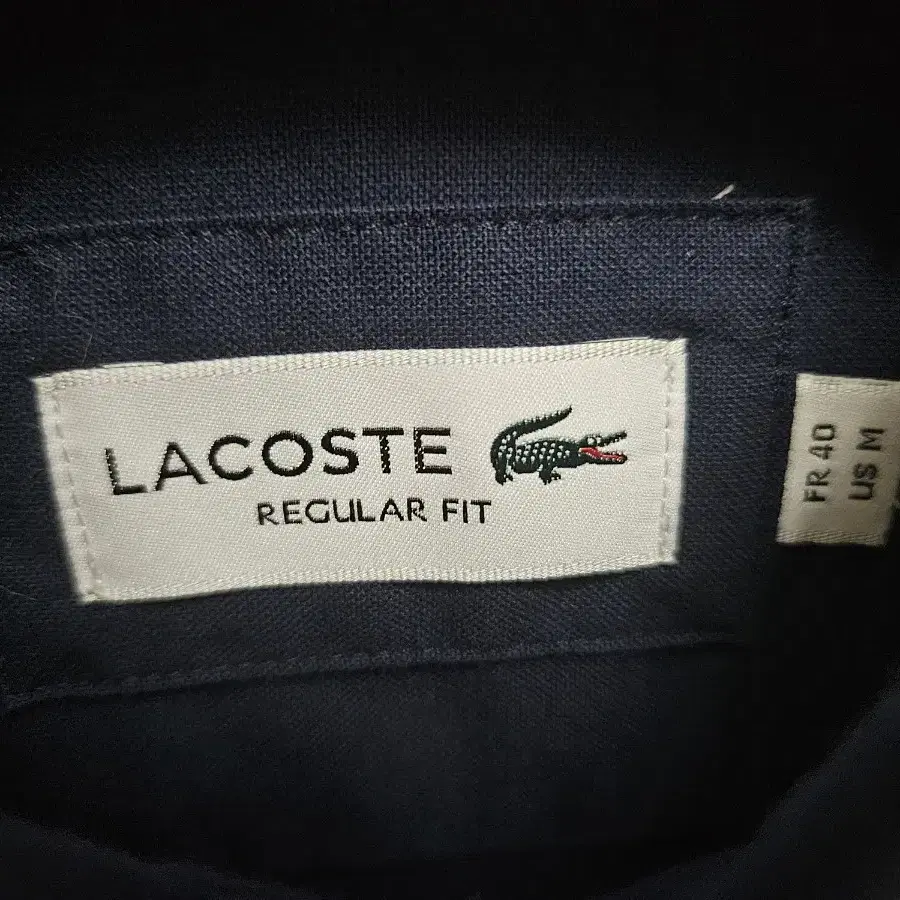 LACOSTE
REGULAR FIT
FR 40
US M